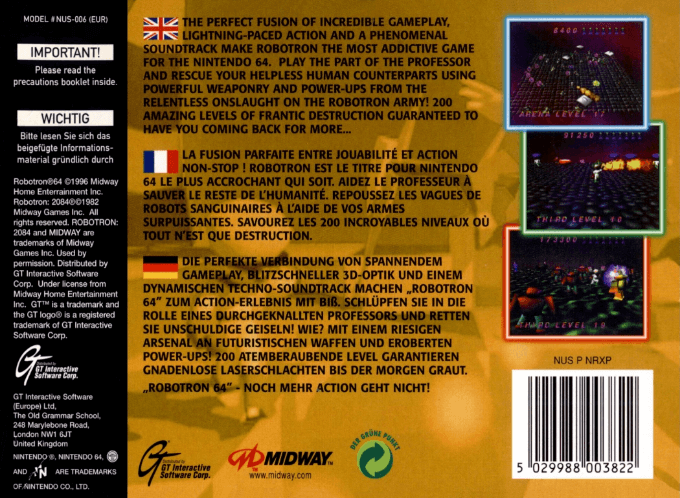 MODEL # NUS-006 (EUR)
IMPORTANT!
Please read the
precautions booklet inside.
WICHTIG
Bitte lesen Sie sich das
beigefügte Informations-
material gründlich durch
Robotron®64 ©1996 Midway
Home Enterrainment Inc.
Robotron: 2084®©1982
Midway Games Inc. All
rights reserved. ROBOTRON:
2084 and MIDWAY are
trademarks of Midway
Games Inc. Used by
permission. Distributed by
GT Interactive Software
Corp. Under license from
Midway Home Entertainment
Inc. GT™ is a trademark and
the GT logo® is a registered
trademark of GT Interactive
Software Corp.
Distributed by
GT Interactive
Software Corp.
GT Interactive Software
(Europe) Ltd,
The Old Grammar School,
248 Marylebone Road,
London NW1 6JT
United Kingdom
NINTENDO ®, NINTENDO 64,
AND N ARE TRADEMARKS
OF NINTENDO CO., LTD.
THE PERFECT FUSION OF INCREDIBLE GAMEPLAY,
LIGHTNING-PACED ACTION AND A PHENOMENAL
SOUNDTRACK MAKE ROBOTRON THE MOST ADDICTIVE GAME
FOR THE NINTENDO 64. PLAY THE PART OF THE PROFESSOR
AND RESCUE YOUR HELPLESS HUMAN COUNTERPARTS USING
POWERFUL WEAPONRY AND POWER-UPS FROM THE
RELENTLESS ONSLAUGHT ON THE ROBOTRON ARMY! 200
AMAZING LEVELS OF FRANTIC DESTRUCTION GUARANTEED TO
HAVE YOU COMING BACK FOR MORE...
LA FUSION PARFAITE ENTRE JOUABILITÉ ET ACTION
NON-STOP ! ROBOTRON EST LE TITRE POUR NINTENDO
64 LE PLUS ACCROCHANT QUI SOIT. AIDEZ LE PROFESSEUR À
SAUVER LE RESTE DE L'HUMANITÉ. REPOUSSEZ LES VAGUES DE
ROBOTS SANGUINAIRES À L'AIDE DE VOS ARMES
SURPUISSANTES. SAVOUREZ LES 200 INCROYABLES NIVEAUX OÙ
TOUT N'EST QUE DESTRUCTION.
DIE PERFEKTE VERBINDUNG VON SPANNENDEM
GAMEPLAY, BLITZSCHNELLER 3D-OPTIK UND EINEM
DYNAMISCHEN TECHNO-SOUNDTRACK MACHEN „ROBOTRON
64" ZUM ACTION-ERLEBNIS MIT BIß. SCHLÜPFEN SIE IN DIE
ROLLE EINES DURCHGEKNALLTEN PROFESSORS UND RETTEN
SIE UNSCHULDIGE GEISELN! WIE? MIT EINEM RIESIGEN
ARSENAL AN FUTURISTISCHEN WAFFEN UND EROBERTEN
POWER-UPS! 200 ATEMBERAUBENDE LEVEL GARANTIEREN
GNADENLOSE LASERSCHLACHTEN BIS DER MORGEN GRAUT.
„ROBOTRON 64" - NOCH MEHR ACTION GEHT NICHT!
Distributed by
GT Interactive
Software Corp.
MIDWAY™
www.midway.com
DER GRÜNE PUNKT
8400
ARENA LEVEL
THIRD LEVEL
THIRD LEVEL
NUS P NRXP
5 029988 003822